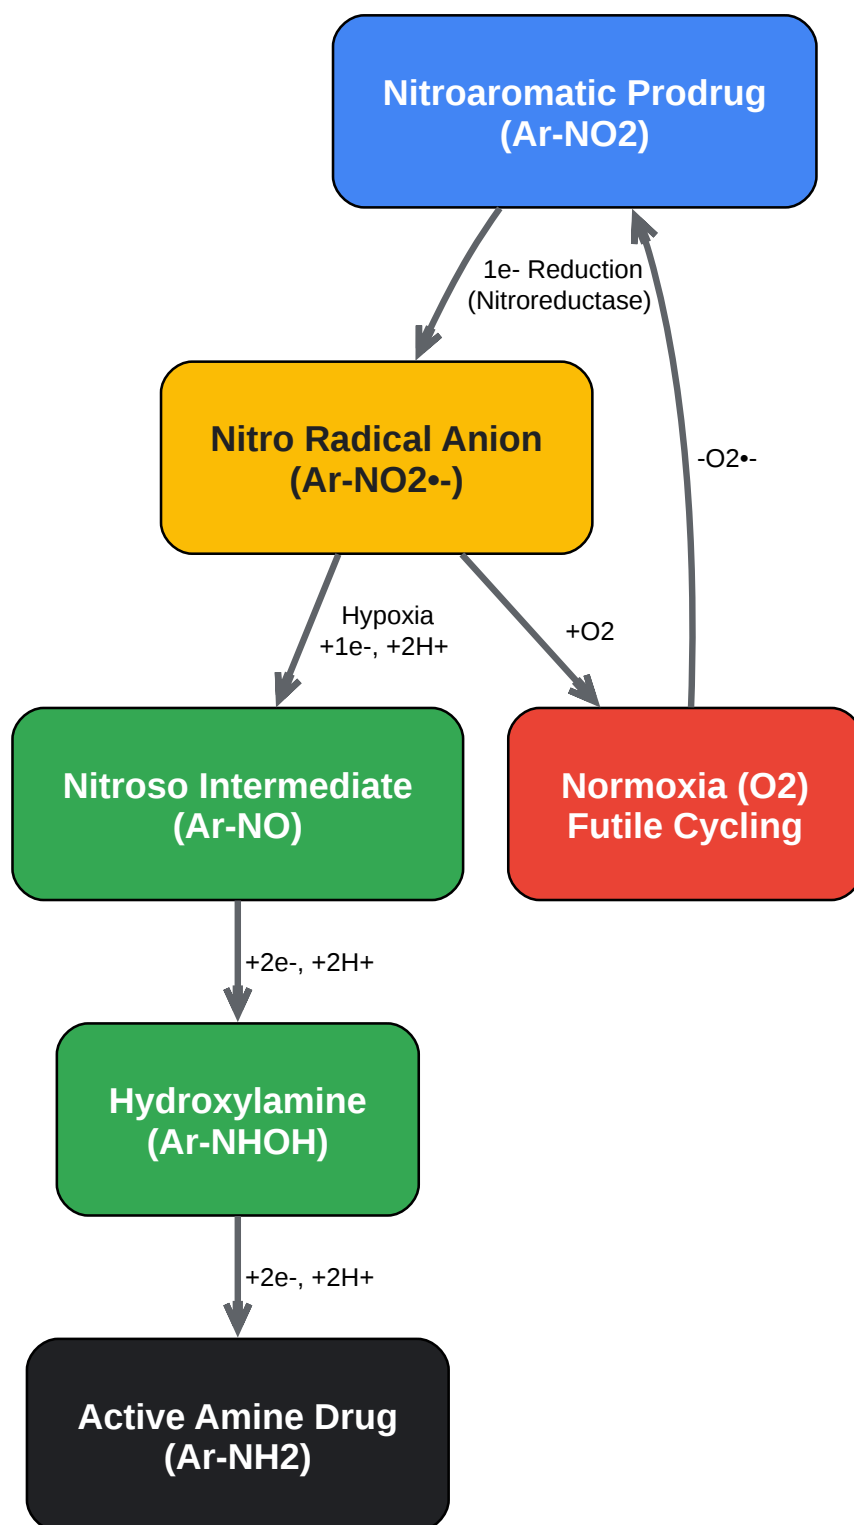 Nitroaromatic Prodrug
(Ar-NO2)
1e- Reduction
(Nitroreductase)
Nitro Radical Anion
(Ar-NO2•-)
-O2•-
Hypoxia
+1e-, +2H+
+O2
Nitroso Intermediate
(Ar-NO)
Normoxia (O2)
Futile Cycling
+2e-, +2H+
Hydroxylamine
(Ar-NHOH)
+2e-, +2H+
Active Amine Drug
(Ar-NH2)